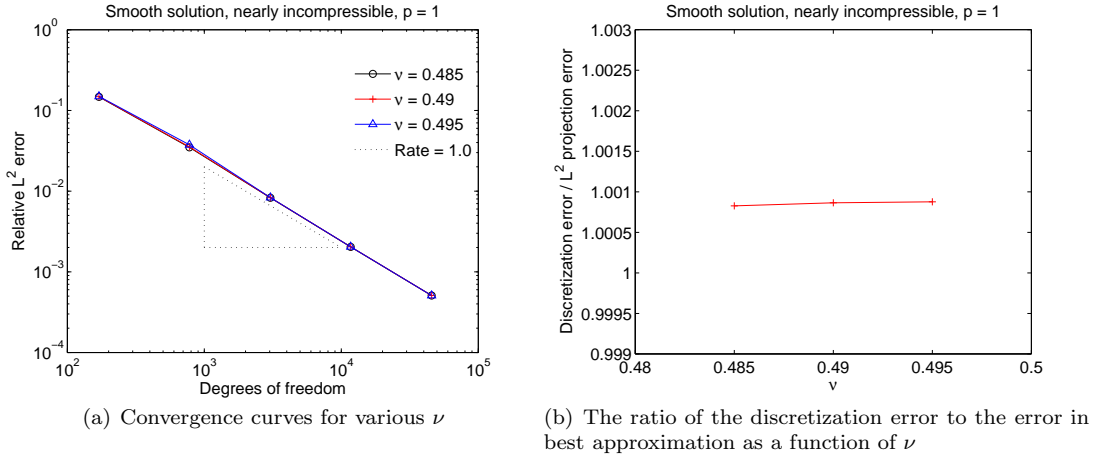 Smooth solution, nearly incompressible, p = 1
10^0
10^-1
10^-2
10^-3
10^-4
Relative L^2 error
ν = 0.485
ν = 0.49
ν = 0.495
Rate = 1.0
10^2
10^3
10^4
10^5
Degrees of freedom
(a) Convergence curves for various ν
Smooth solution, nearly incompressible, p = 1
1.003
1.0025
1.002
1.0015
1.001
1.0005
1
0.9995
0.999
Discretization error / L^2 projection error
0.48
0.485
0.49
0.495
0.5
ν
(b) The ratio of the discretization error to the error in
best approximation as a function of ν